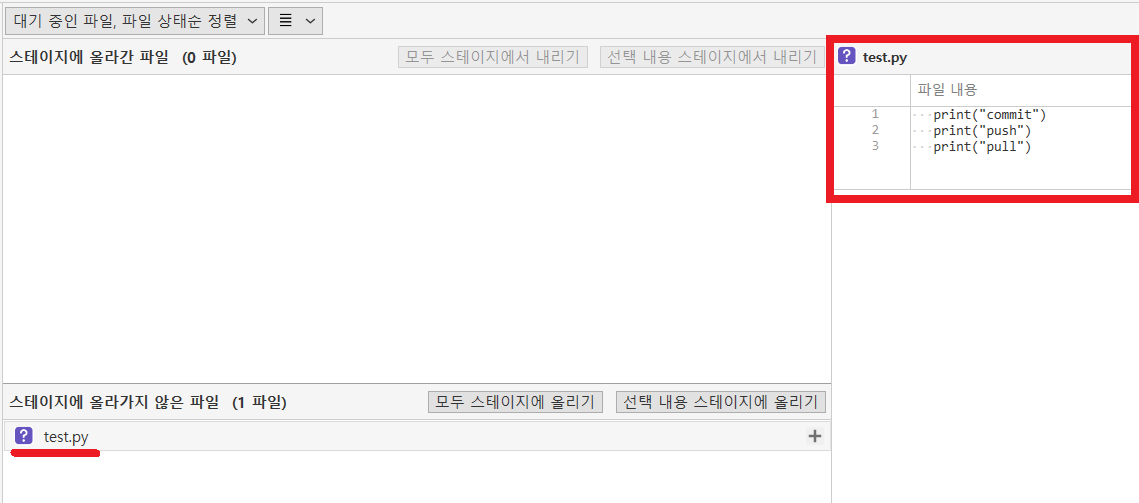 대기 중인 파일, 파일 상태순 정렬
스테이지에 올라간 파일 (0 파일) 모두 스테이지에서 내리기 선택 내용 스테이지에서 내리기
? test.py
파일 내용
1 ···print("commit")
2 ···print("push")
3 ···print("pull")
스테이지에 올라가지 않은 파일 (1 파일) 모두 스테이지에 올리기 선택 내용 스테이지에 올리기
? test.py +